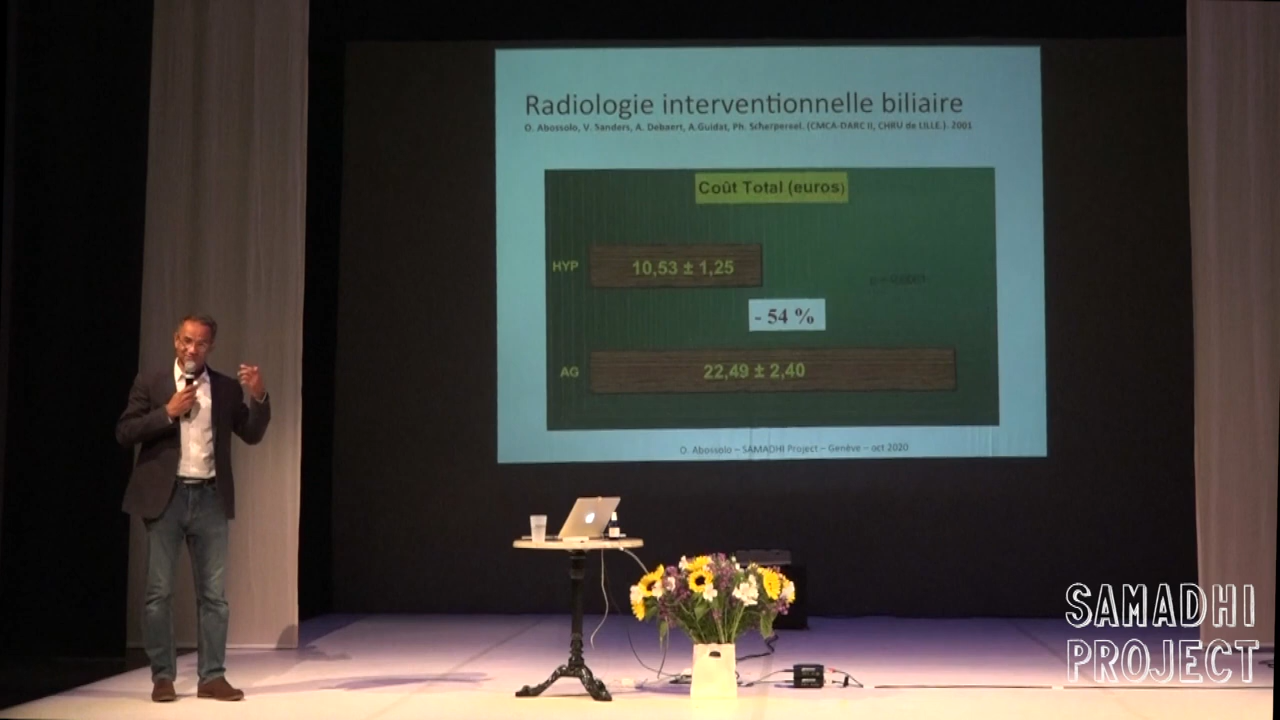 Radiologie interventionnelle biliaire
O. Abossolo, V. Sanders, A. Debaert, A.Guidat, Ph. Scherpereel. (CMCA-DARC II, CHRU de LILLE.). 2001
Coût Total (euros)
HYP
10,53 ± 1,25
- 54 %
AG
22,49 ± 2,40
O. Abossolo – SAMADHI Project – Genève – oct 2020
SAMADHI
PROJECT